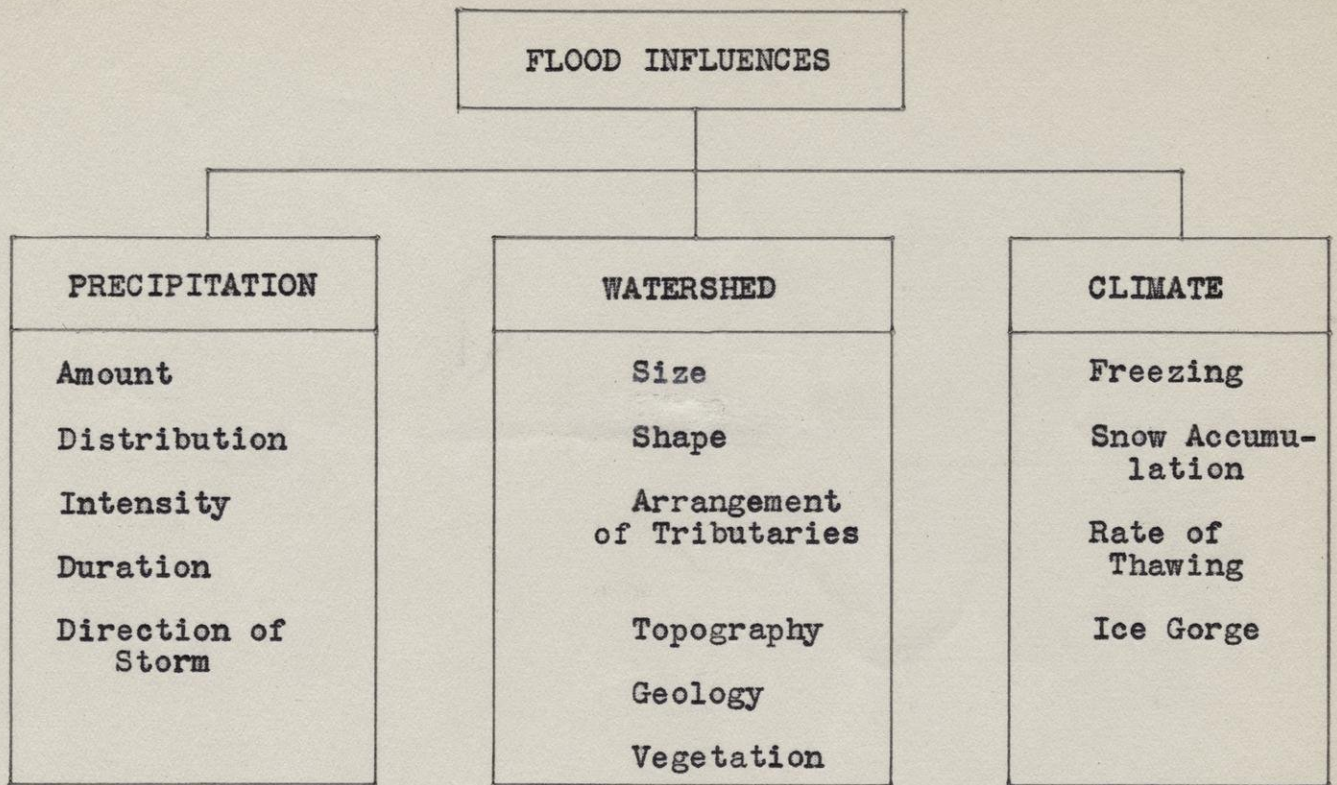 FLOOD INFLUENCES
PRECIPITATION
Amount
Distribution
Intensity
Duration
Direction of
Storm
WATERSHED
Size
Shape
Arrangement
of Tributaries
Topography
Geology
Vegetation
CLIMATE
Freezing
Snow Accumu-
lation
Rate of
Thawing
Ice Gorge